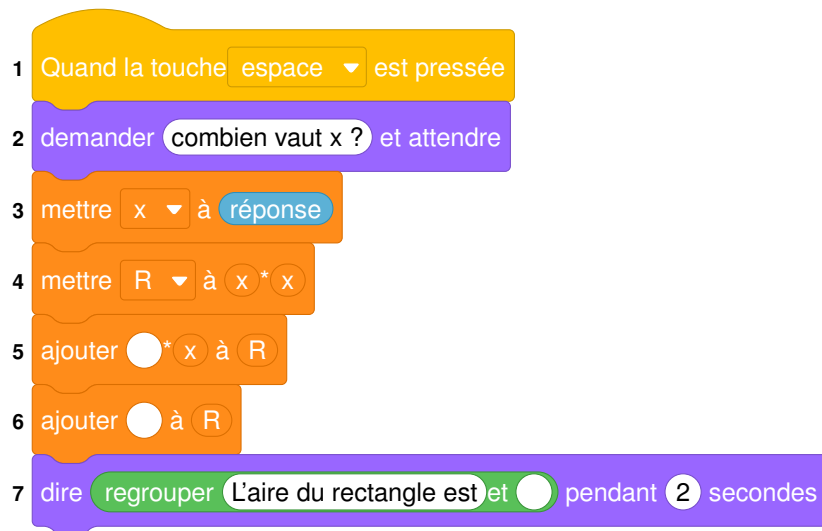 1 Quand la touche espace est pressée
2 demander combien vaut x ? et attendre
3 mettre x à réponse
4 mettre R à x * x
5 ajouter * x à R
6 ajouter à R
7 dire regrouper L'aire du rectangle est et pendant 2 secondes